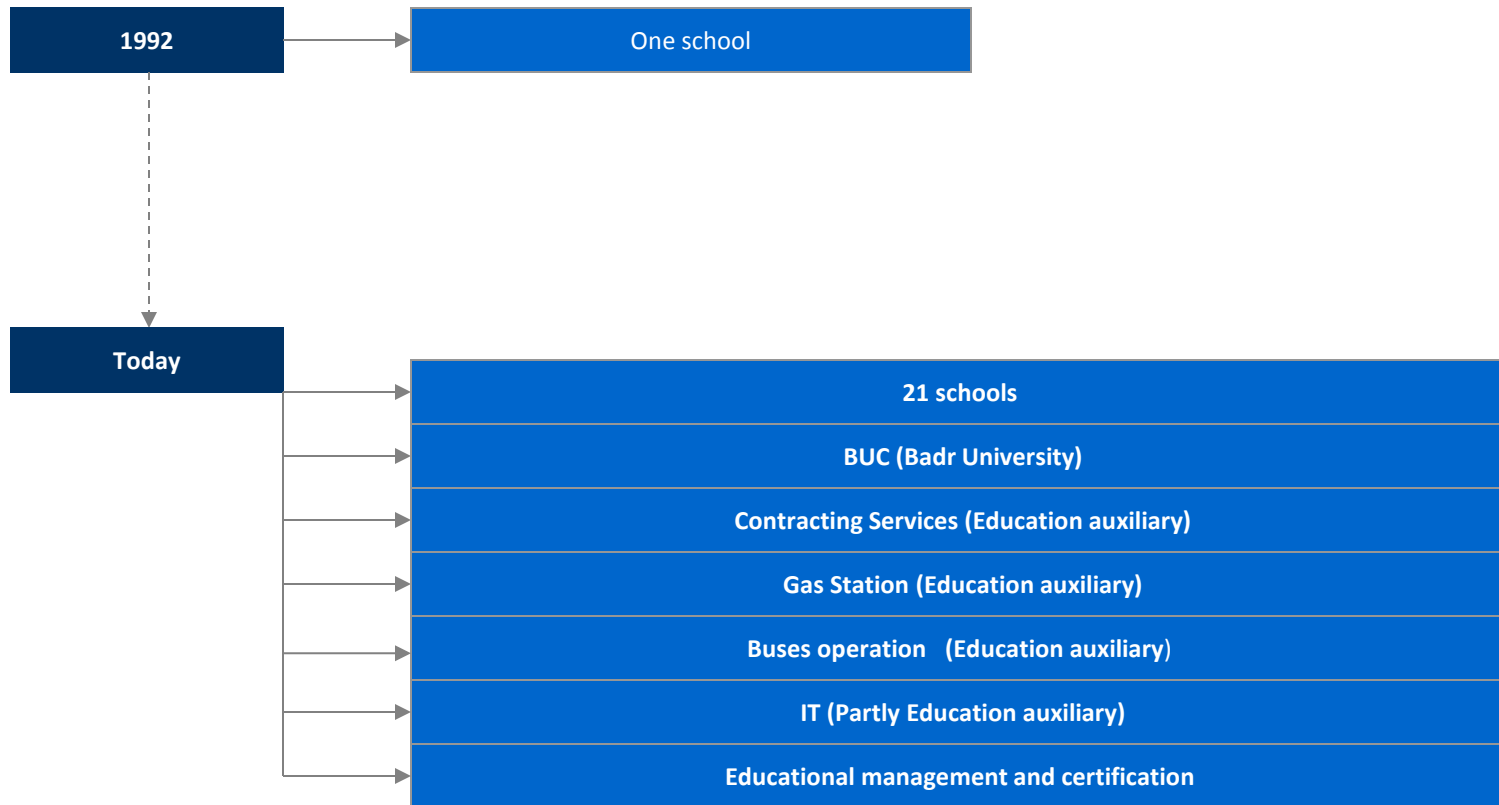 1992
One school
Today
21 schools
BUC (Badr University)
Contracting Services (Education auxiliary)
Gas Station (Education auxiliary)
Buses operation   (Education auxiliary)
IT (Partly Education auxiliary)
Educational management and certification